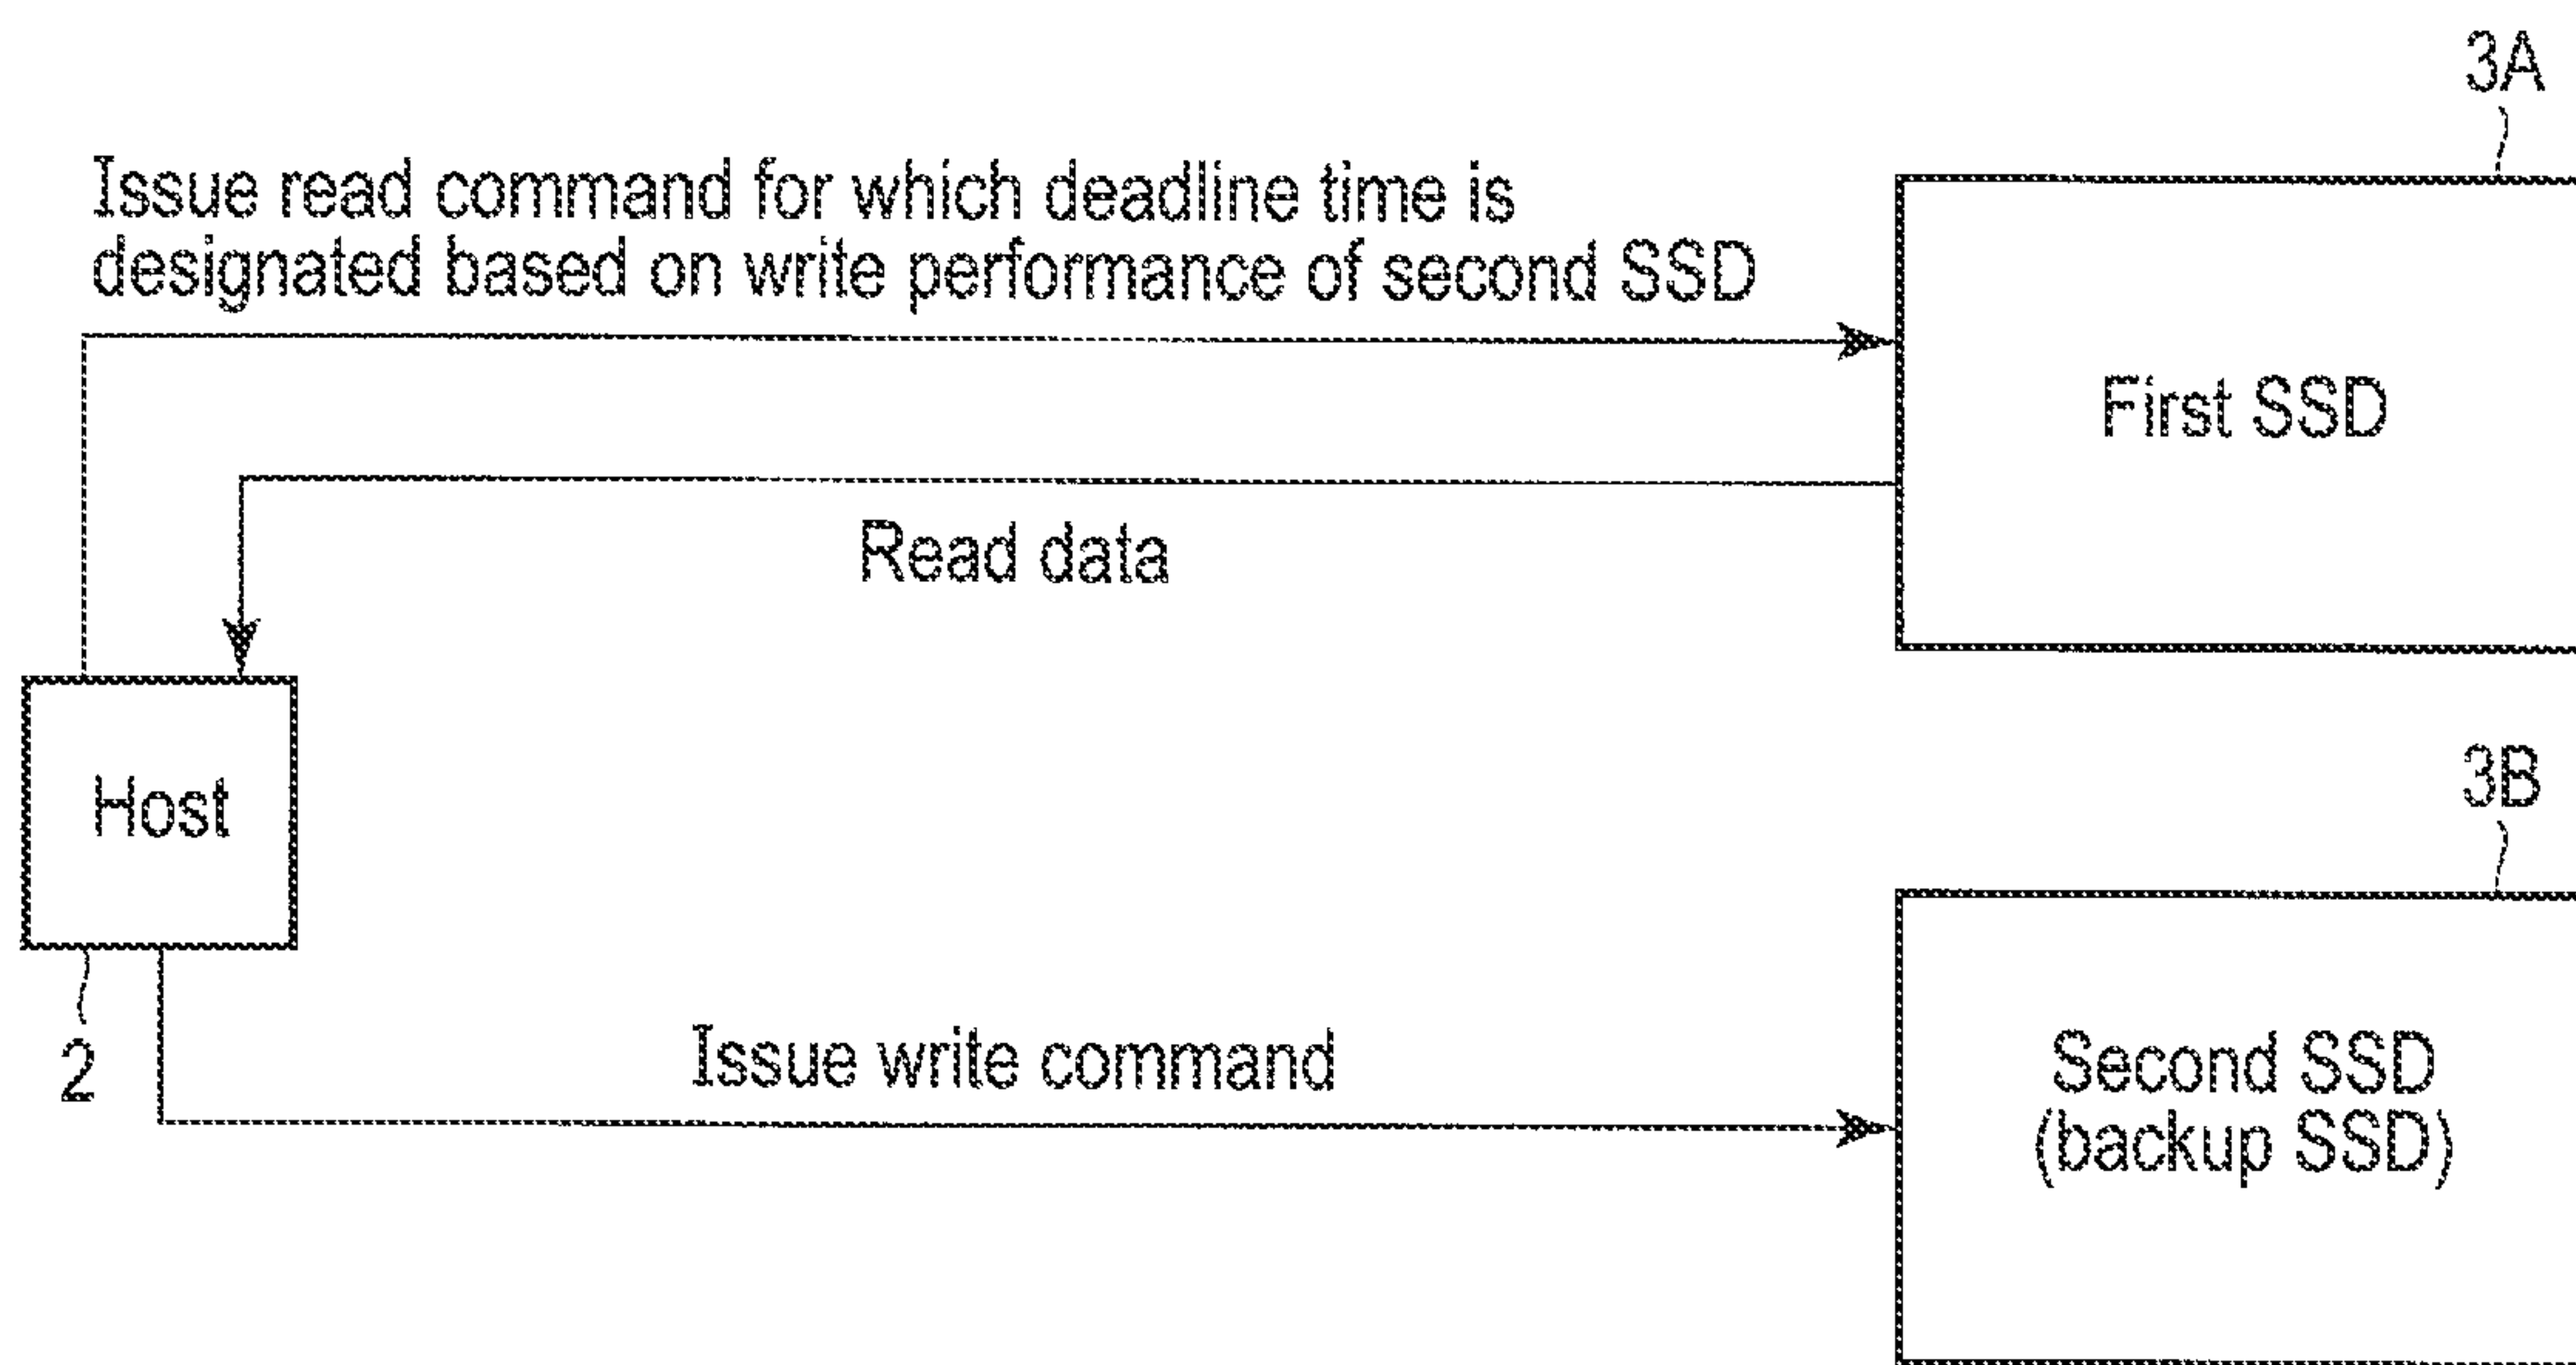 3A
Issue read command for which deadline time is
designated based on write performance of second SSD
First SSD
Read data
3B
Host
2
Issue write command
Second SSD
(backup SSD)